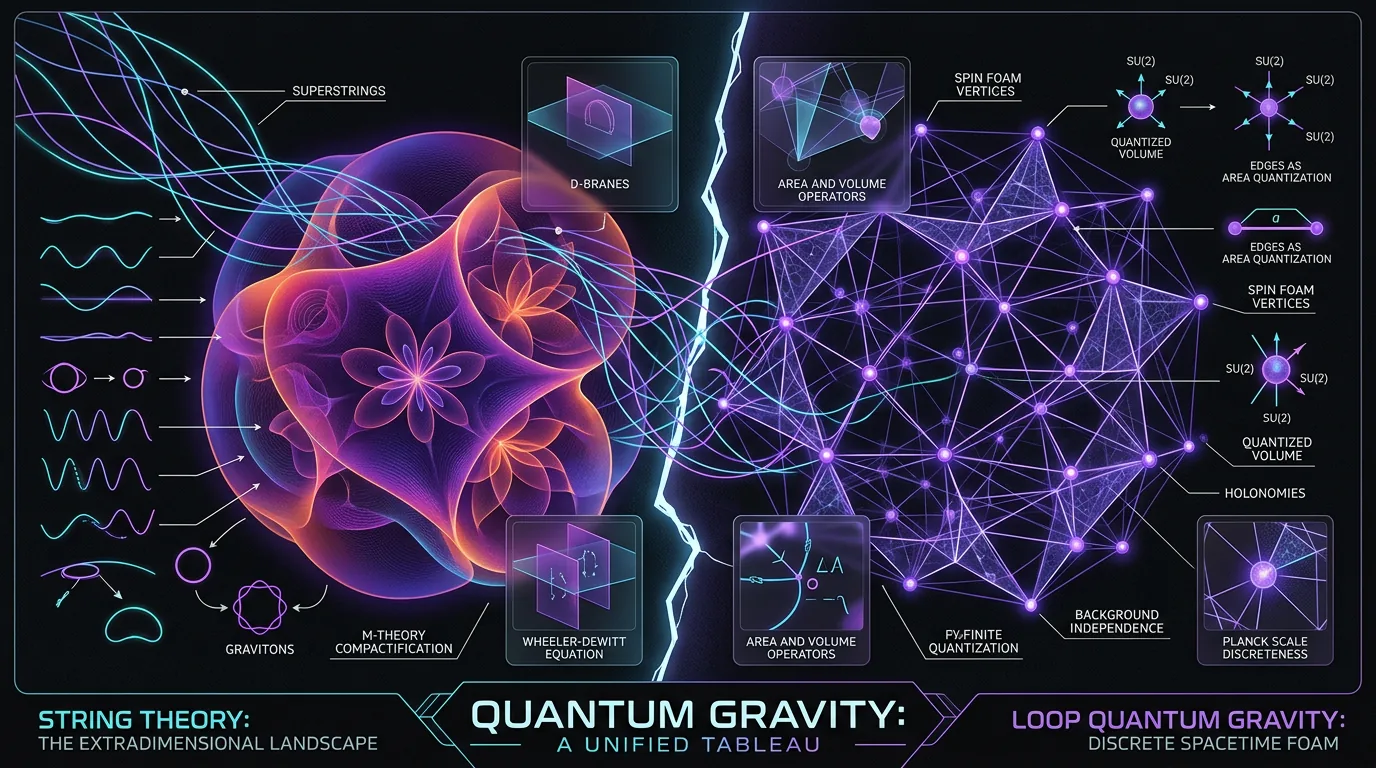 SUPERSTRINGS
D-BRANES
AREA AND VOLUME
OPERATORS
SPIN FOAM
VERTICES
SU(2)
SU(2)
QUANTIZED
VOLUME
SU(2)
SU(2)
SU(2)
EDGES AS
AREA QUANTIZATION
a
EDGES AS
AREA QUANTIZATION
SPIN FOAM
VERTICES
SU(2)
SU(2)
SU(2)
QUANTIZED
VOLUME
HOLONOMIES
GRAVITONS
M-THEORY
COMPACTIFICATION
WHEELER-DEWITT
EQUATION
AREA AND VOLUME
OPERATORS
QUANTIZATION
BACKGROUND
INDEPENDENCE
PLANCK SCALE
DISCRETENESS
STRING THEORY:
THE EXTRADIMENSIONAL LANDSCAPE
QUANTUM GRAVITY:
A UNIFIED TABLEAU
LOOP QUANTUM GRAVITY:
DISCRETE SPACETIME FOAM